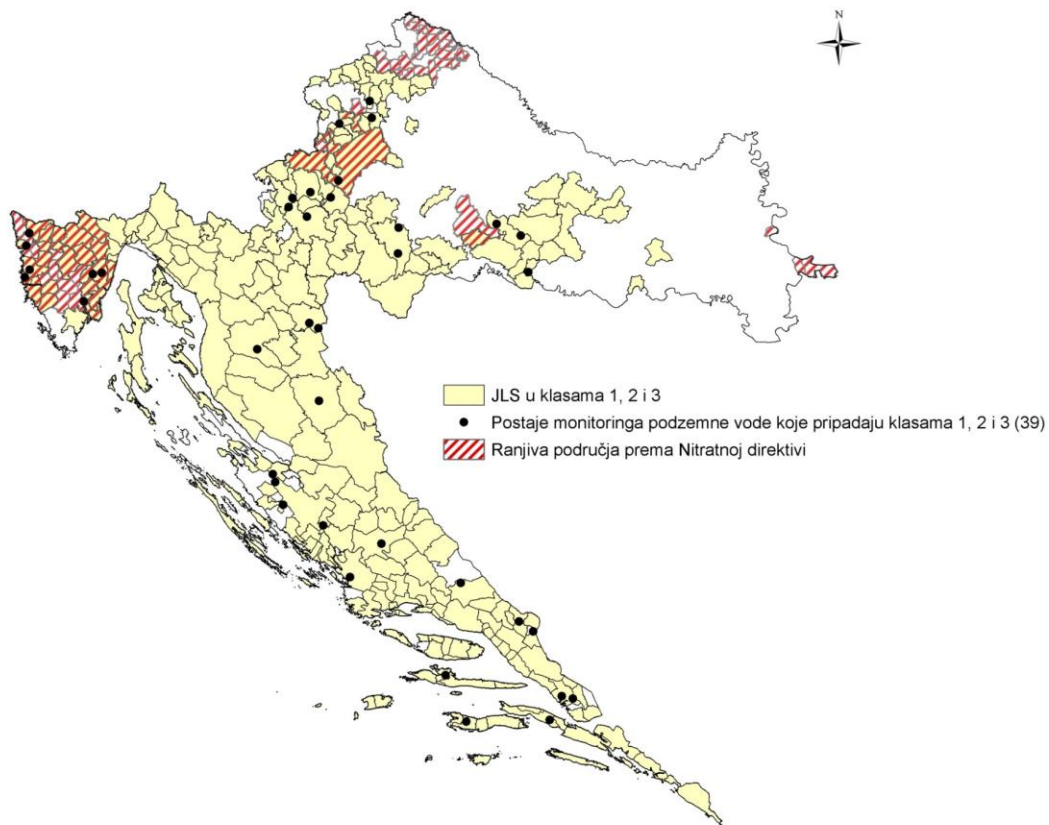 N
JLS u klasama 1, 2 i 3
Postaje monitoringa podzemne vode koje pripadaju klasama 1, 2 i 3 (39)
Ranjiva područja prema Nitratnoj direktivi